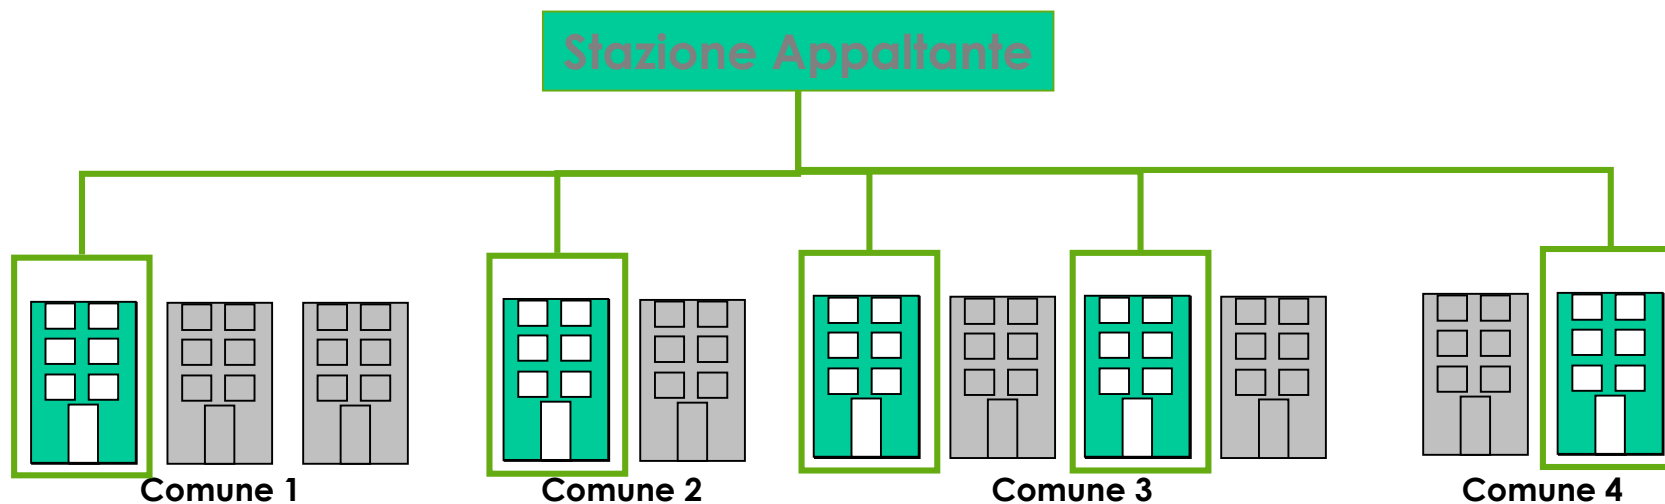 Stazione Appaltante
Comune 1
Comune 2
Comune 3
Comune 4